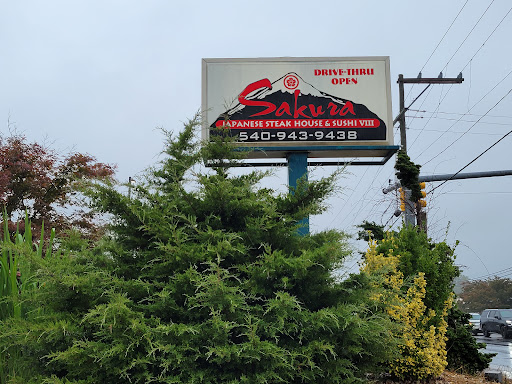 DRIVE-THRU
OPEN
Sakura
JAPANESE STEAK HOUSE & SUSHI VIII
540-943-9438